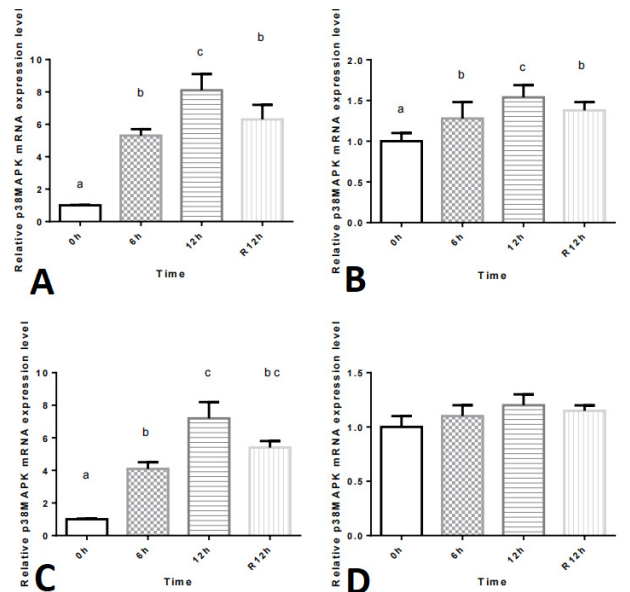 Relative p38MAPK mRNA expression level
10
8
6
4
2
0
a
b
c
b
0h
6h
12h
R12h
Time
A
Relative p38MAPK mRNA expression level
2.0
1.5
1.0
0.5
0.0
a
b
c
b
0h
6h
12h
R12h
Time
B
Relative p38MAPK mRNA expression level
10
8
6
4
2
0
a
b
c
bc
0h
6h
12h
R12h
Time
C
Relative p38MAPK mRNA expression level
1.5
1.0
0.5
0.0
0h
6h
12h
R12h
Time
D